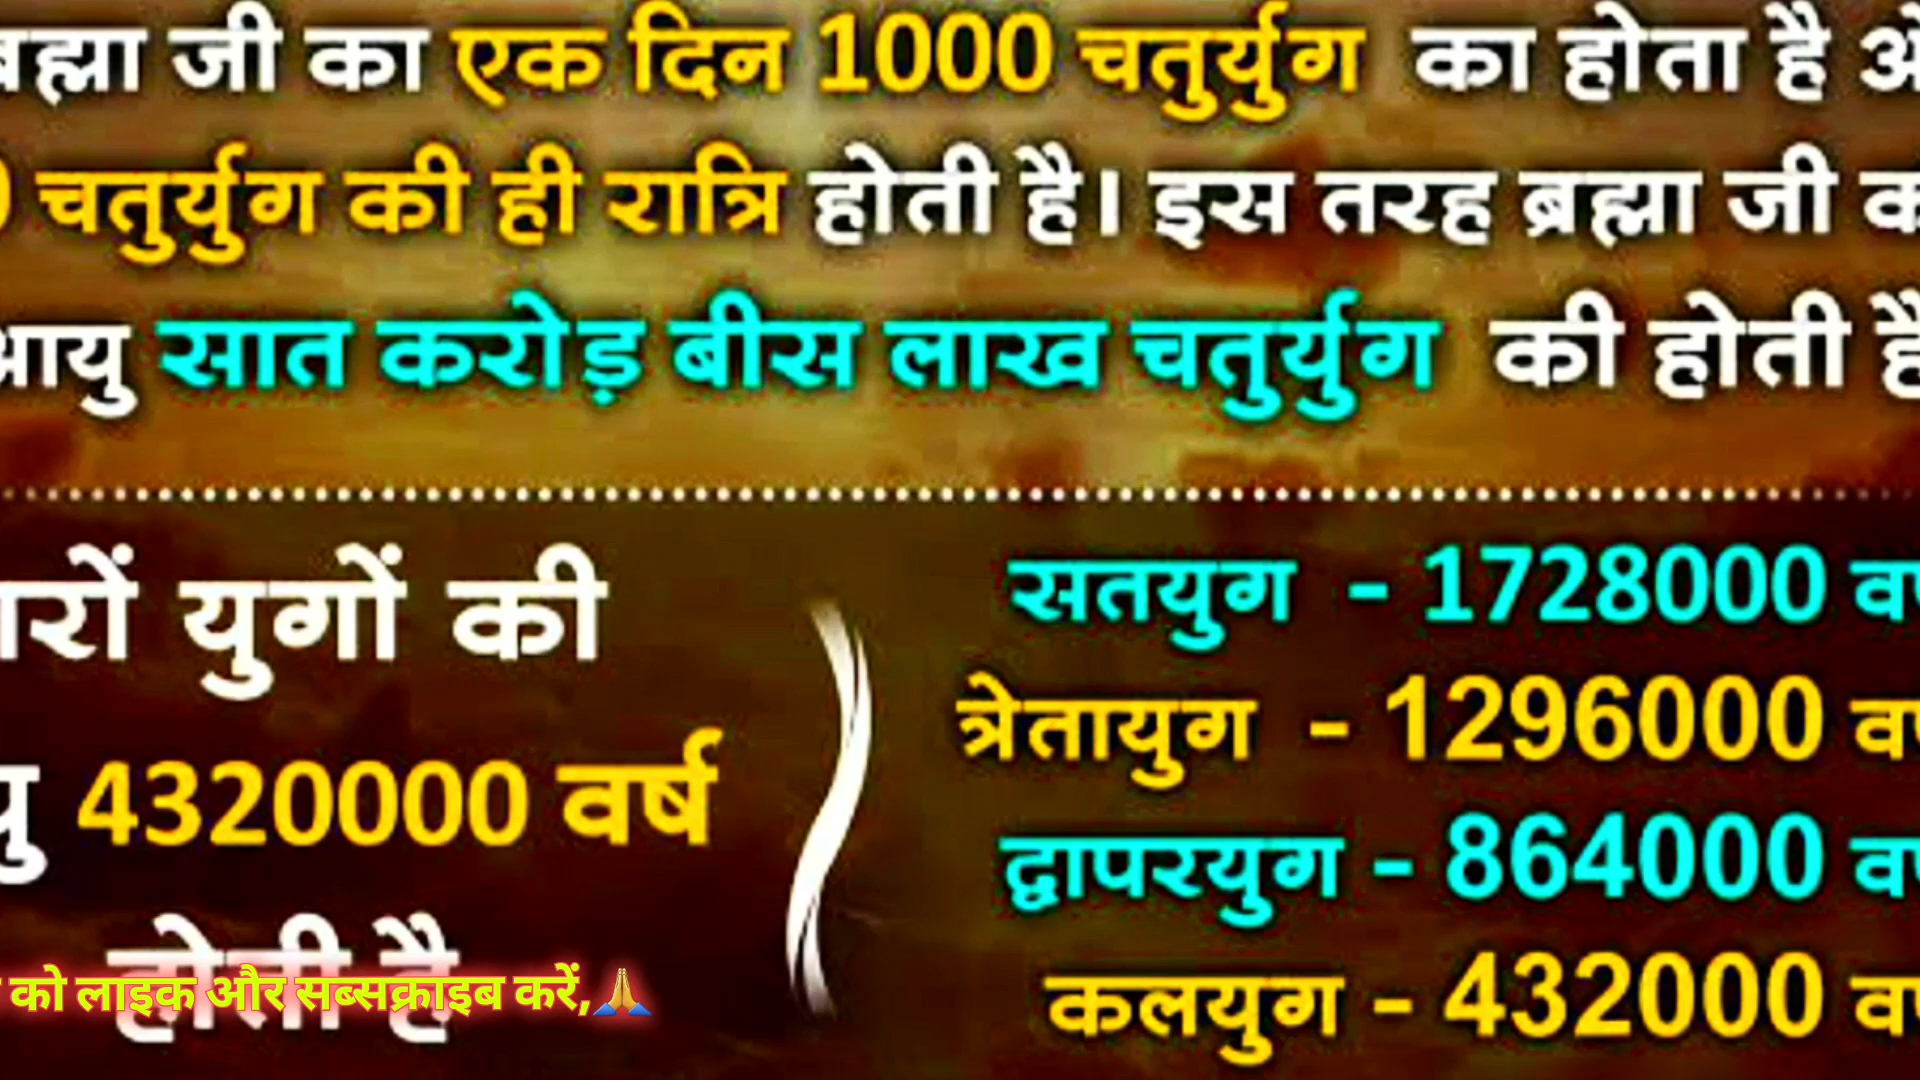 ब्रह्मा जी का एक दिन 1000 चतुर्युग का होता है
चतुर्युग की ही रात्रि होती है। इस तरह ब्रह्मा जी
आयु सात करोड़ बीस लाख चतुर्युग की होती है
युगों की
4320000 वर्ष
होती है
को लाइक और सब्सक्राइब करें,🙏
सतयुग - 1728000
त्रेतायुग - 1296000
द्वापरयुग - 864000
कलयुग - 432000